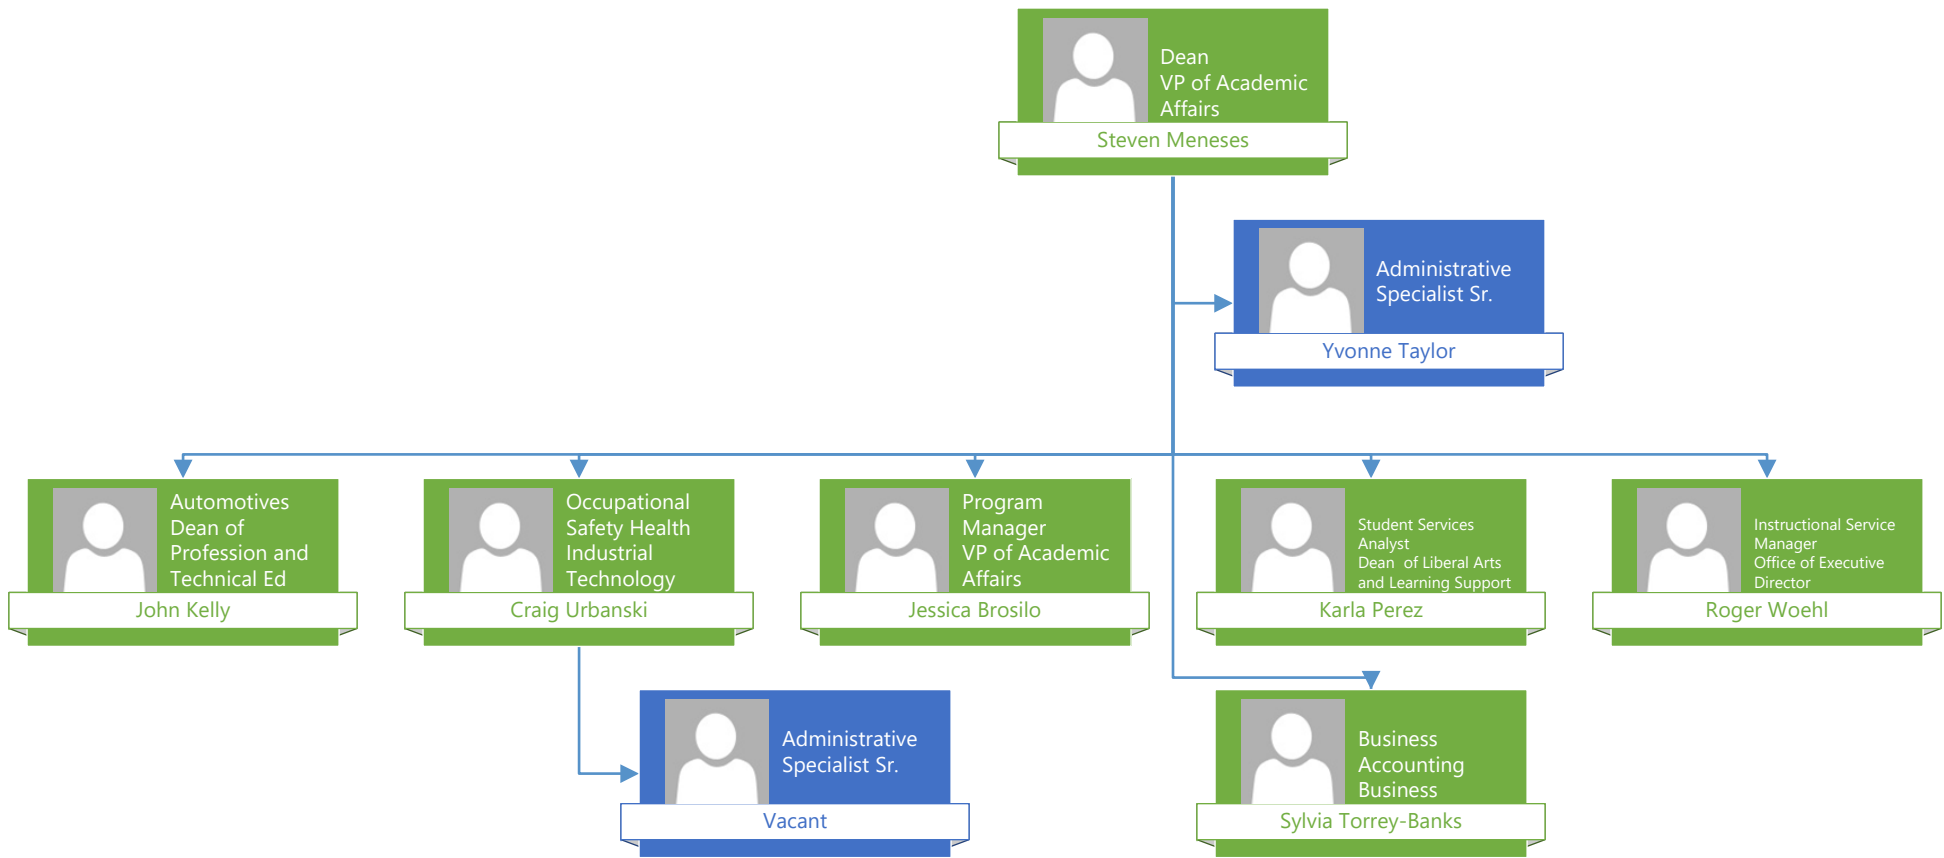 Dean
VP of Academic
Affairs
Steven Meneses
Administrative
Specialist Sr.
Yvonne Taylor
Automotives
Dean of
Profession and
Technical Ed
John Kelly
Occupational
Safety Health
Industrial
Technology
Craig Urbanski
Program
Manager
VP of Academic
Affairs
Jessica Brosilo
Student Services
Analyst
Dean  of Liberal Arts
and Learning Support
Karla Perez
Instructional Service
Manager
Office of Executive
Director
Roger Woehl
Administrative
Specialist Sr.
Vacant
Business
Accounting
Business
Sylvia Torrey-Banks